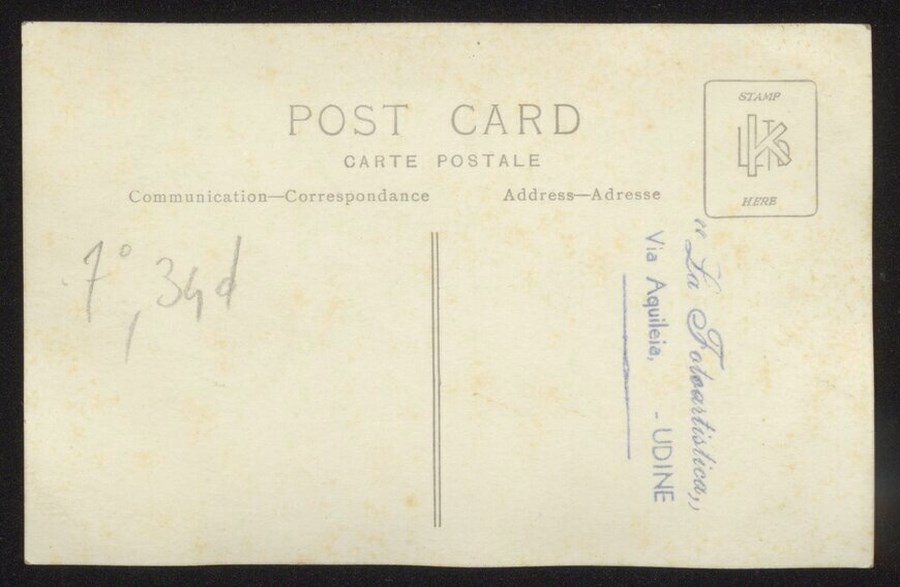 POST CARD
CARTE POSTALE
Communication—Correspondance
Address—Adresse
STAMP
HERE
7°, 34d
"La Fotoartistica,,
Via Aquileia, - UDINE